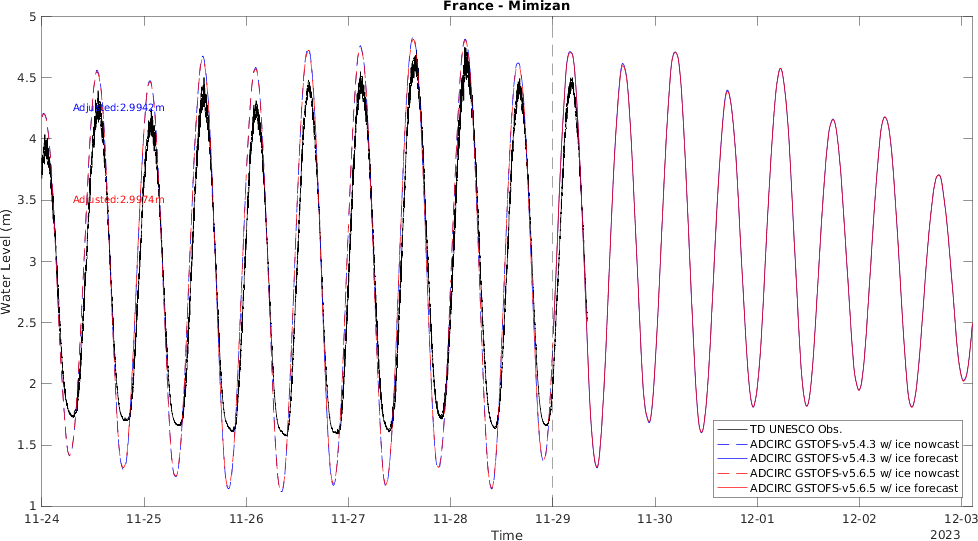 France - Mimizan
Water Level (m)
5
4.5
4
3.5
3
2.5
2
1.5
1
Adjusted:2.9942m
Adjusted:2.9974m
TD UNESCO Obs.
ADCIRC GSTOFS-v5.4.3 w/ ice nowcast
ADCIRC GSTOFS-v5.4.3 w/ ice forecast
ADCIRC GSTOFS-v5.6.5 w/ ice nowcast
ADCIRC GSTOFS-v5.6.5 w/ ice forecast
11-24 11-25 11-26 11-27 11-28 11-29 11-30 12-01 12-02 12-03
Time
2023